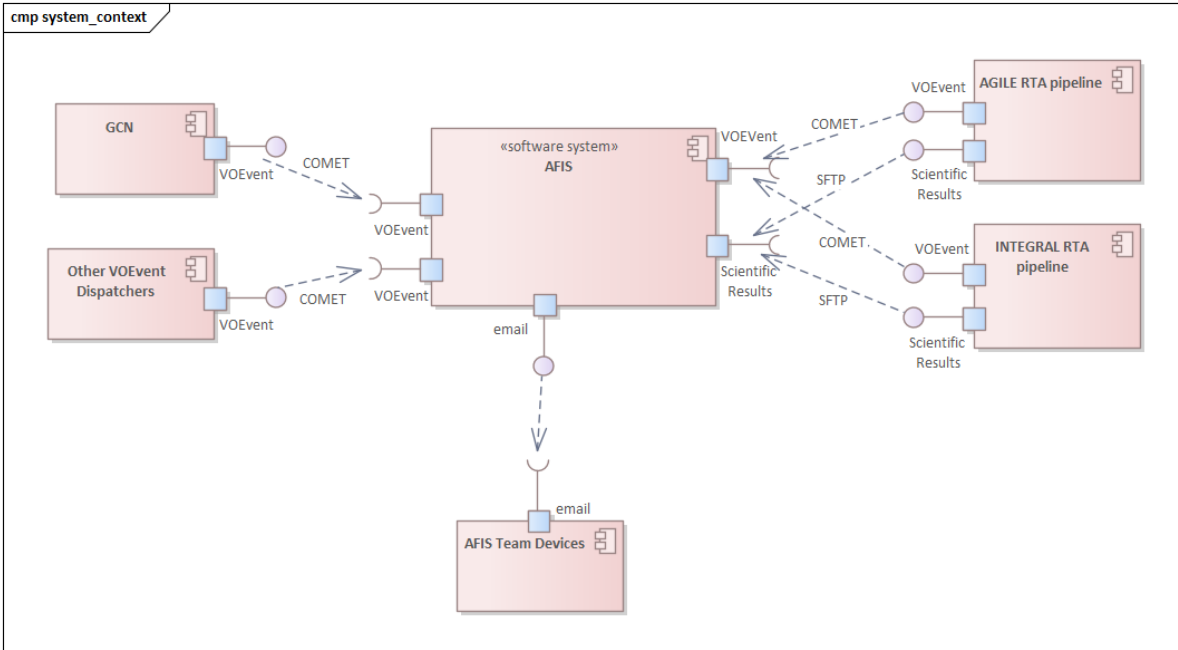 cmp system_context
GCN
VOEvent
COMET
Other VOEvent
Dispatchers
VOEvent
COMET
«software system»
AFIS
VOEvent
VOEvent
VOEVent
Scientific
Results
email
COMET
SFTP
COMET
SFTP
AGILE RTA pipeline
VOEvent
Scientific
Results
INTEGRAL RTA
pipeline
VOEvent
Scientific
Results
email
AFIS Team Devices